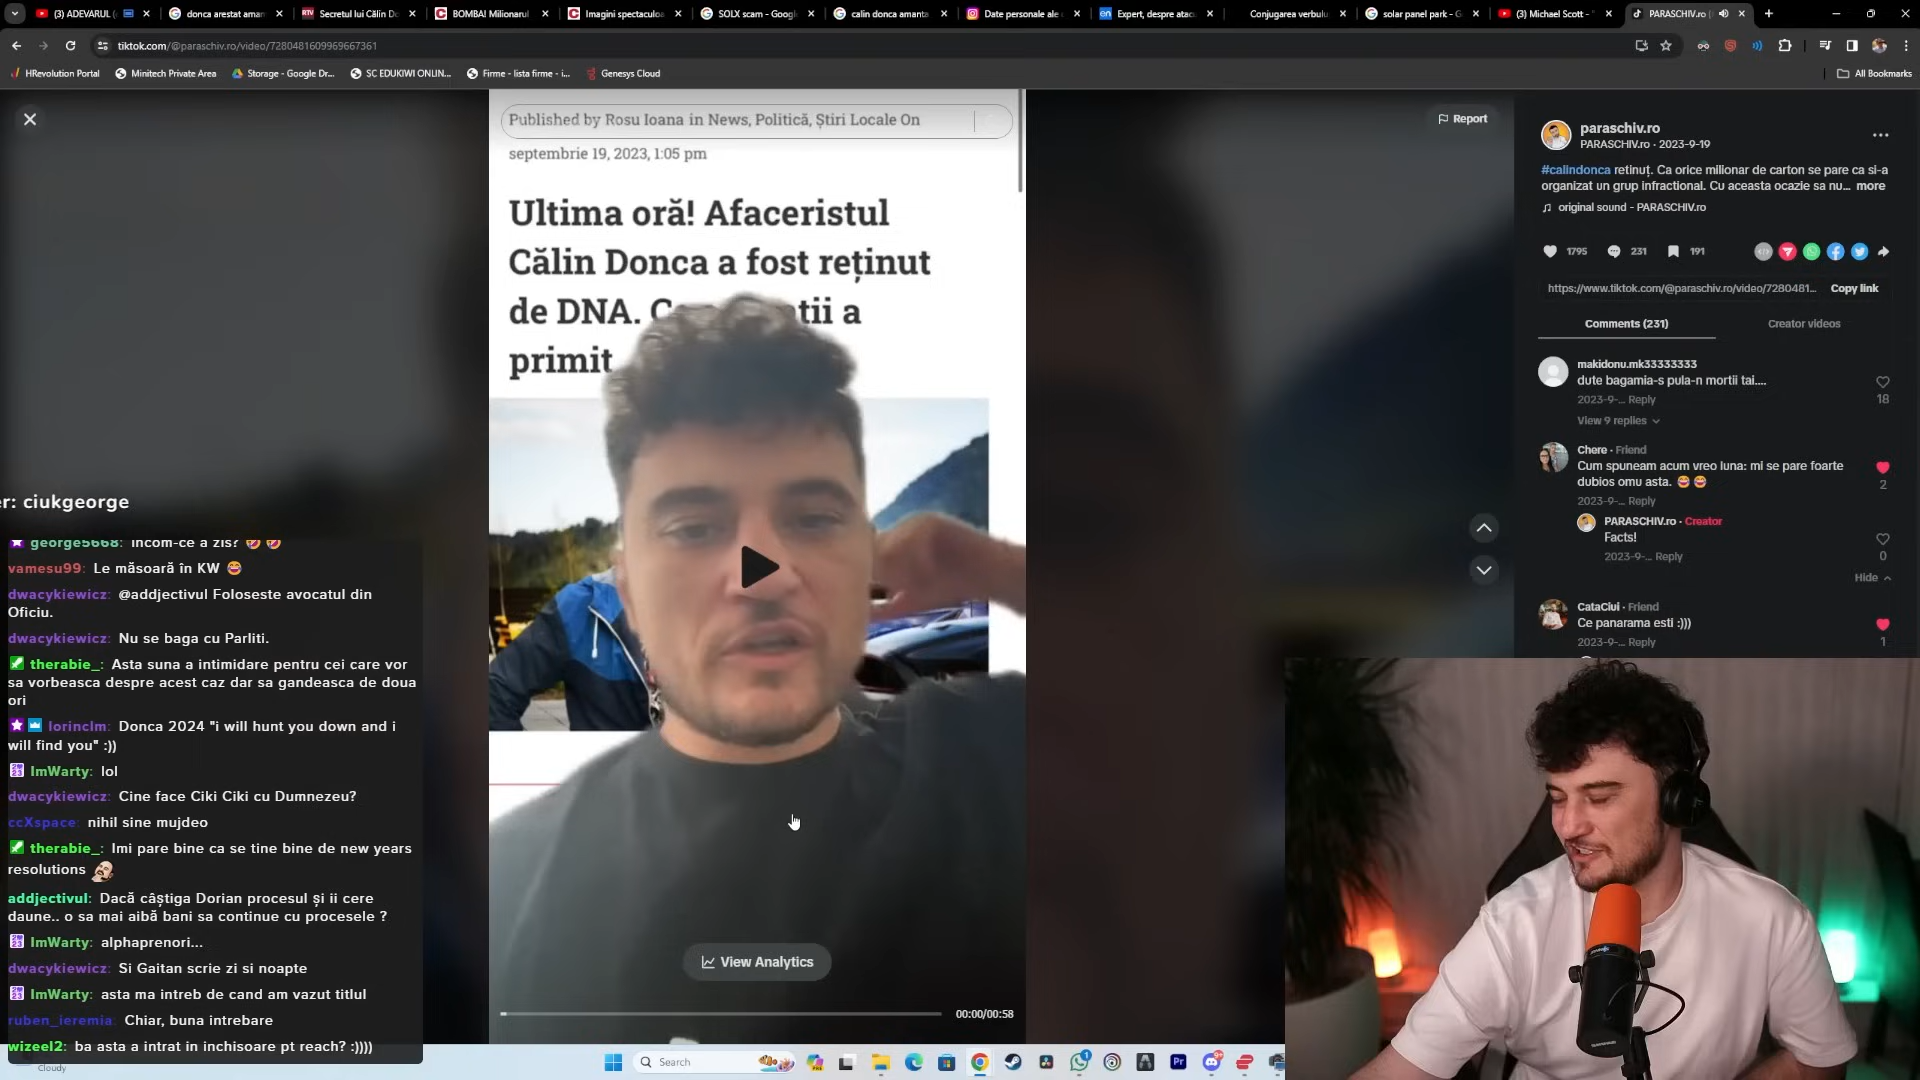 (3) ADEVARUL (
donca arestat aman
Secretul lui Călin D
BOMBA! Milionarul
Imagini spectaculoa
SOLX scam - Google
calin donca amanta
Date personale ale
Expert, despre atac
Conjugarea verbulu
solar panel park - G
(3) Michael Scott - "
PARASCHIV.ro |
tiktok.com/@paraschiv.ro/video/7280481609969667361
HRevolution Portal
Minitech Private Area
Storage - Google Dr...
SC EDUKIWI ONLIN...
Firme - lista firme - i...
Genesys Cloud
All Bookmarks
Published by Rosu Ioana in News, Politică, Știri Locale On
septembrie 19, 2023, 1:05 pm
Ultima oră! Afaceristul
Călin Donca a fost reținut
de DNA. C ții a
primit
View Analytics
00:00/00:58
Report
paraschiv.ro
PARASCHIV.ro · 2023-9-19
#calindonca retinuț. Ca orice milionar de carton se pare ca si-a
organizat un grup infractional. Cu aceasta ocazie sa nu... more
original sound - PARASCHIV.ro
1795
231
191
https://www.tiktok.com/@paraschiv.ro/video/7280481...
Copy link
Comments (231)
Creator videos
makidonu.mk33333333
dute bagamia-s pula-n mortii tai....
2023-9-... Reply
18
View 9 replies
Chere · Friend
Cum spuneam acum vreo luna: mi se pare foarte
dubios omu asta. 😂 😂
2
2023-9-... Reply
PARASCHIV.ro · Creator
Facts!
2023-9-... Reply
0
Hide
CataCiui · Friend
Ce panarama esti :)))
2023-9-... Reply
1
er: ciukgeorge
george5668: incom-ce a zis? 🤣 🤣
vamesu99: Le măsoară în KW 😂
dwacykiewicz: @addjectivul Foloseste avocatul din
Oficiu.
dwacykiewicz: Nu se baga cu Parliti.
therabie_: Asta suna a intimidare pentru cei care vor
sa vorbeasca despre acest caz dar sa gandeasca de doua
ori
lorinclm: Donca 2024 "i will hunt you down and i
will find you" :))
ImWarty: lol
dwacykiewicz: Cine face Ciki Ciki cu Dumnezeu?
ccXspace: nihil sine mujdeo
therabie_: Imi pare bine ca se tine bine de new years
resolutions
addjectivul: Dacă câștiga Dorian procesul și ii cere
daune.. o sa mai aibă bani sa continue cu procesele ?
ImWarty: alphaprenori...
dwacykiewicz: Si Gaitan scrie zi si noapte
ImWarty: asta ma intreb de cand am vazut titlul
ruben_ieremia: Chiar, buna intrebare
wizeel2: ba asta a intrat in inchisoare pt reach? :))))
Cloudy
Search